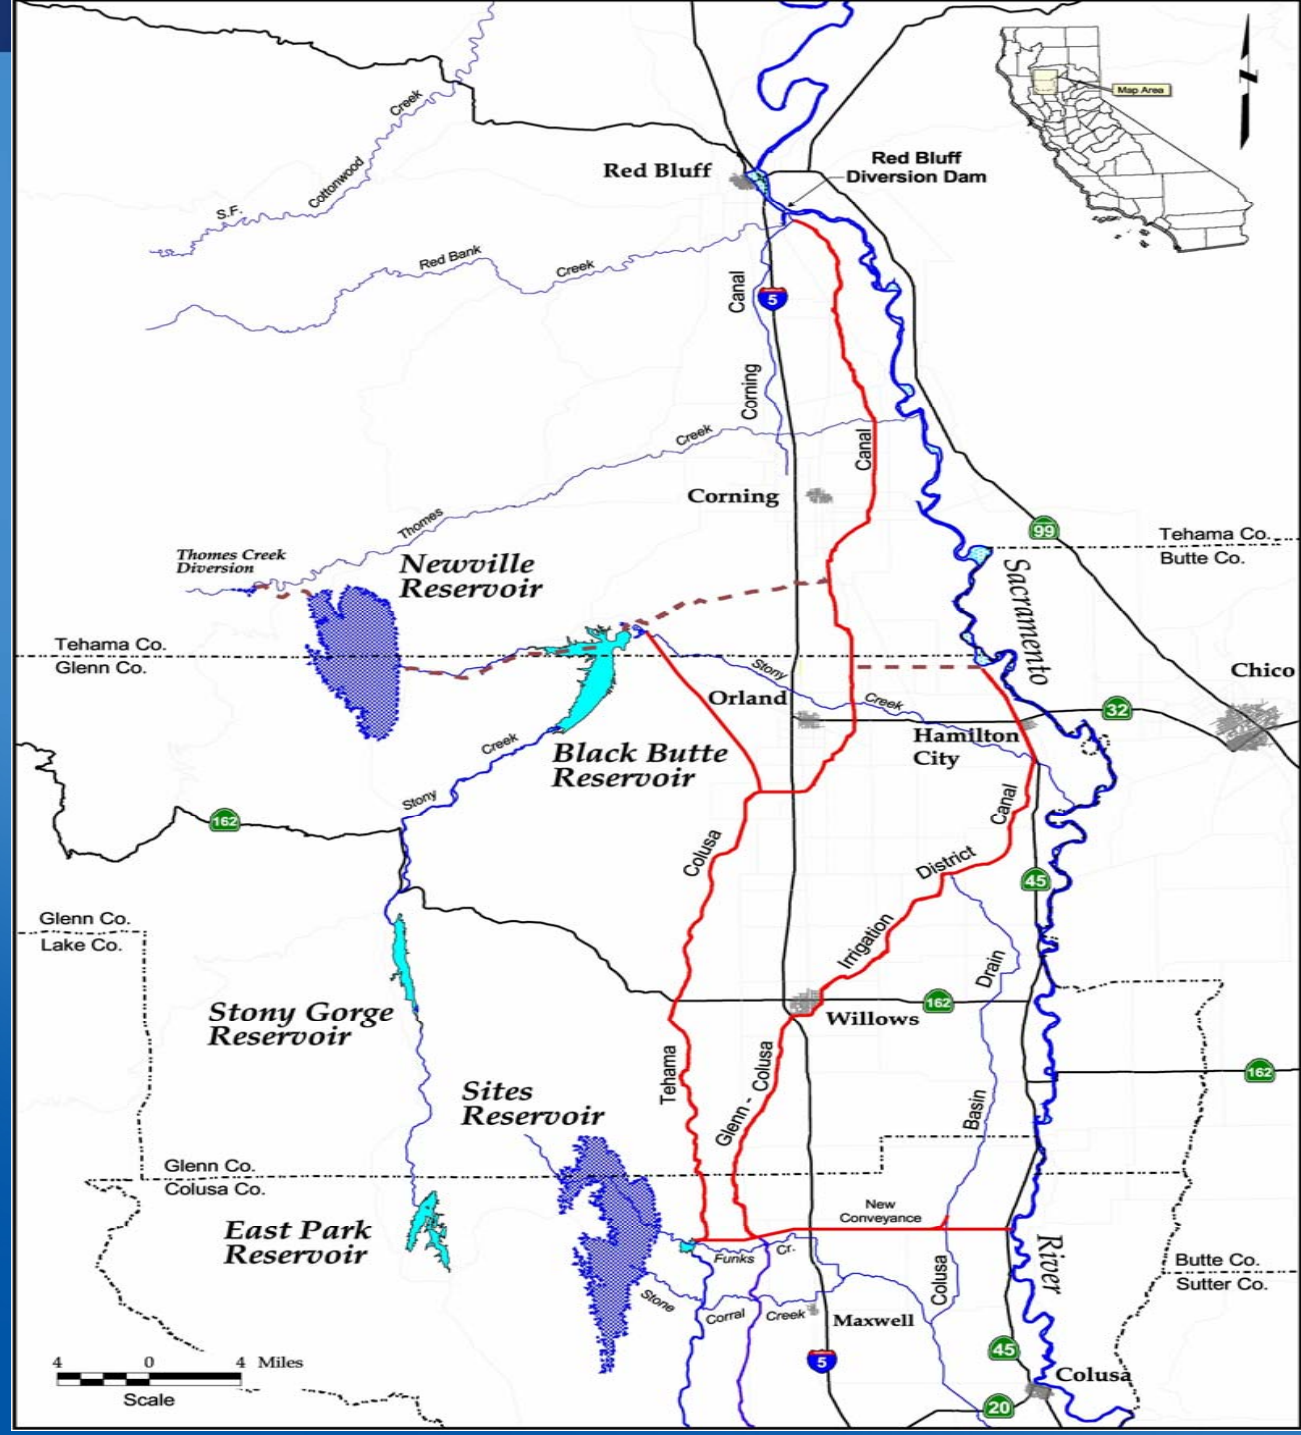 Creek
Cottonwood
S.F.
Map Area
Red Bluff
Red Bluff
Diversion Dam
Red Bank
Creek
Canal
5
Corning
Creek
Canal
Corning
Thomes
99
Tehama Co.
Butte Co.
Thomes Creek
Diversion
Newville
Reservoir
Sacramento
Tehama Co.
Glenn Co.
Stony
Creek
Chico
Orland
32
Hamilton
City
Black Butte
Reservoir
Creek
Stony
162
Canal
Colusa
District
45
Glenn Co.
Lake Co.
Irrigation
Drain
162
Stony Gorge
Reservoir
Willows
Tehama
Glenn - Colusa
162
Sites
Reservoir
Basin
Glenn Co.
Colusa Co.
New
Conveyance
East Park
Reservoir
Funks
Cr.
River
Butte Co.
Sutter Co.
Colusa
Stone
Corral
Creek
Maxwell
4 0 4 Miles
Scale
5
45
Colusa
20